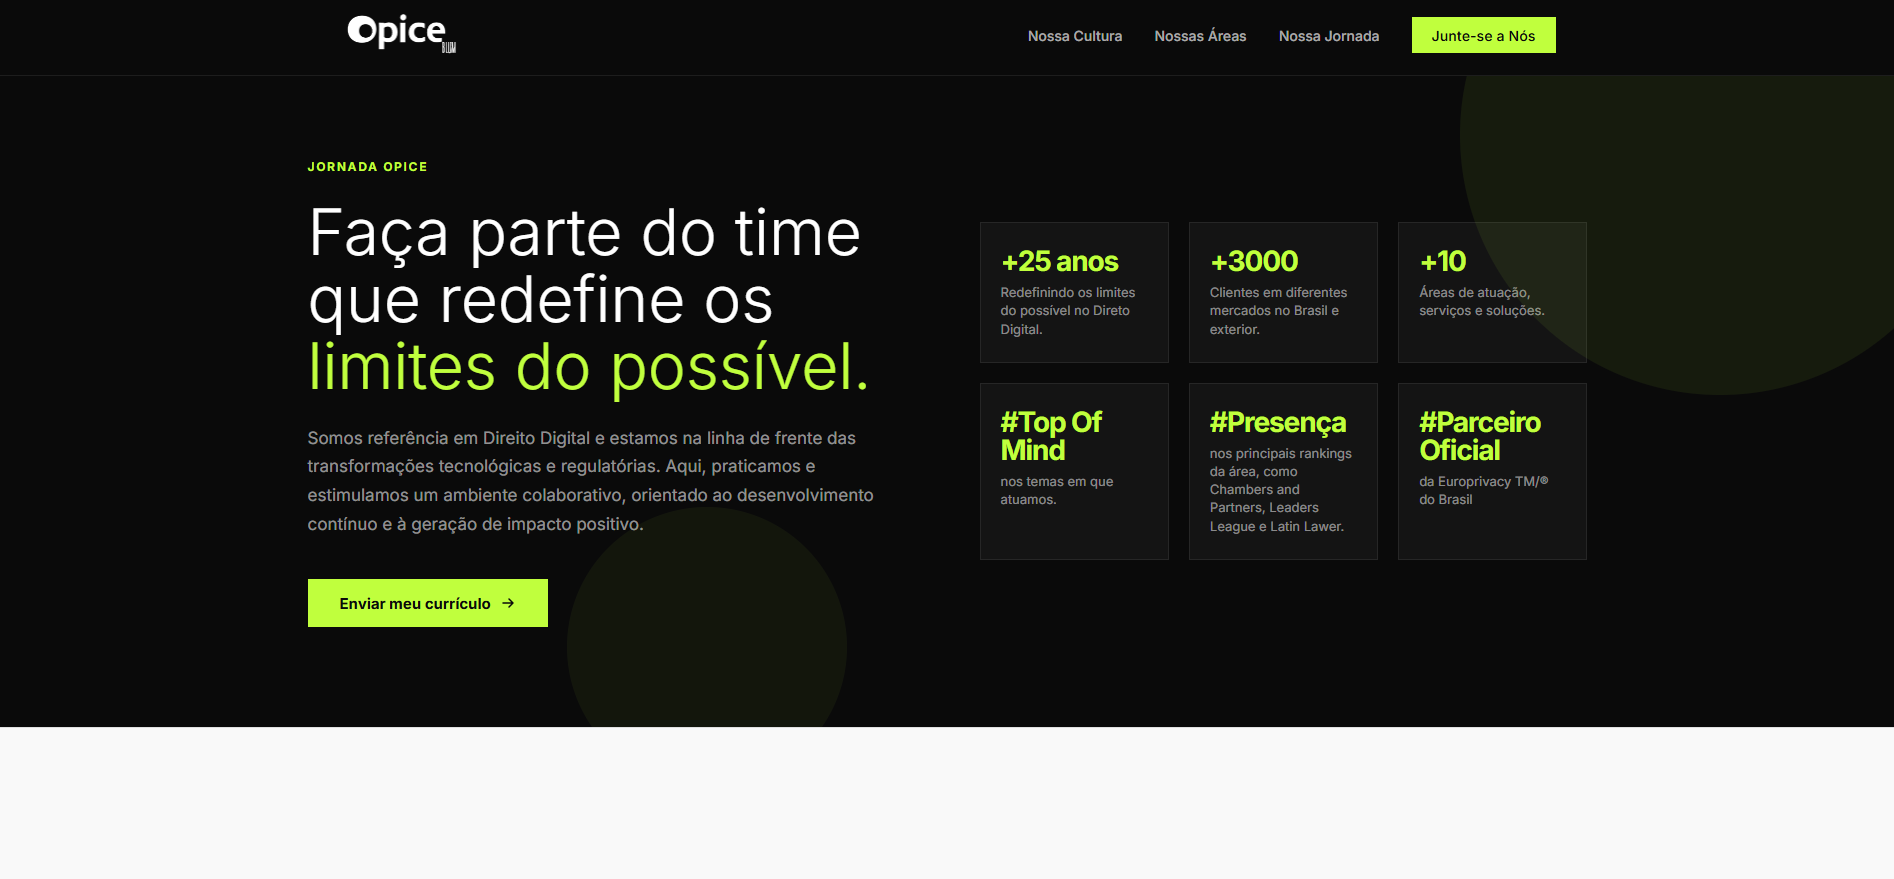 Opice
BLUM
Nossa Cultura
Nossas Áreas
Nossa Jornada
Junte-se a Nós
JORNADA OPICE
Faça parte do time
que redefine os
limites do possível.
Somos referência em Direito Digital e estamos na linha de frente das
transformações tecnológicas e regulatórias. Aqui, praticamos e
estimulamos um ambiente colaborativo, orientado ao desenvolvimento
contínuo e à geração de impacto positivo.
Enviar meu currículo →
+25 anos
Redefinindo os limites
do possível no Direto
Digital.
+3000
Clientes em diferentes
mercados no Brasil e
exterior.
+10
Áreas de atuação,
serviços e soluções.
#Top Of
Mind
nos temas em que
atuamos.
#Presença
nos principais rankings
da área, como
Chambers and
Partners, Leaders
League e Latin Lawer.
#Parceiro
Oficial
da Europrivacy TM/®
do Brasil